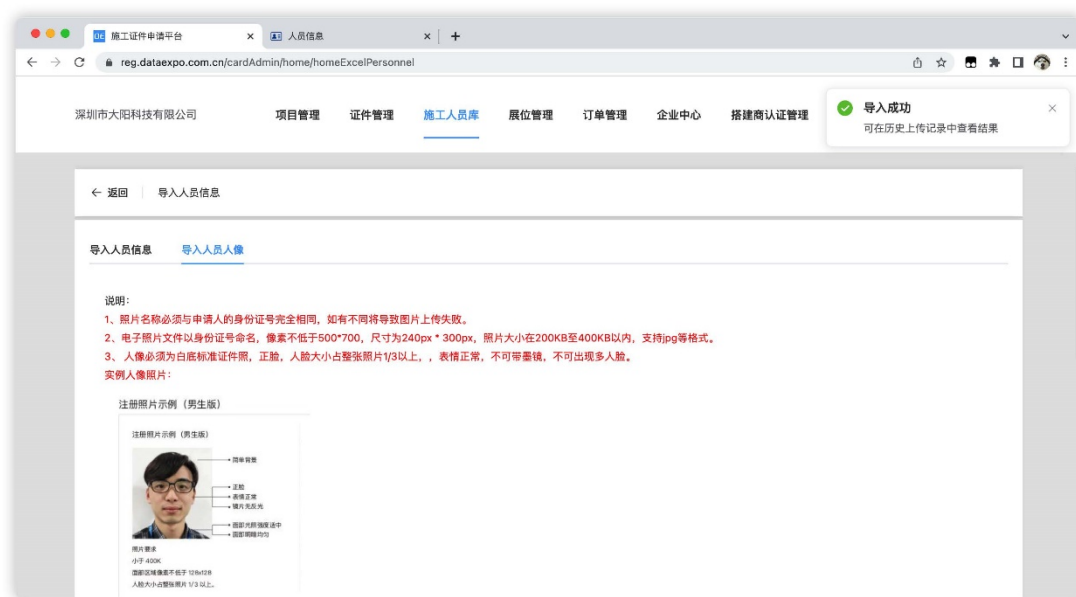 施工证件申请平台
人员信息
reg.dataexpo.com.cn/cardAdmin/home/homeExcelPersonnel
深圳市大阳科技有限公司
项目管理 证件管理 施工人员库 展位管理 订单管理 企业中心 搭建商认证管理
导入成功
可在历史上传记录中查看结果
← 返回 导入人员信息
导入人员信息 导入人员人像
说明：
1、照片名称必须与申请人的身份证号完全相同，如有不同将导致图片上传失败。
2、电子照片文件以身份证号命名，像素不低于500*700，尺寸为240px * 300px，照片大小在200KB至400KB以内，支持jpg等格式。
3、 人像必须为白底标准证件照，正脸，人脸大小占整张照片1/3以上，，表情正常，不可带墨镜，不可出现多人脸。
实例人像照片：
注册照片示例（男生版）
注册照片示例（男生版）
简单背景
正脸
表情正常
镜片无反光
面部光照强度适中
面部明暗均匀
照片要求
小于 400K
面部区域像素不低于 128x128
人脸大小占整张照片 1/3 以上。